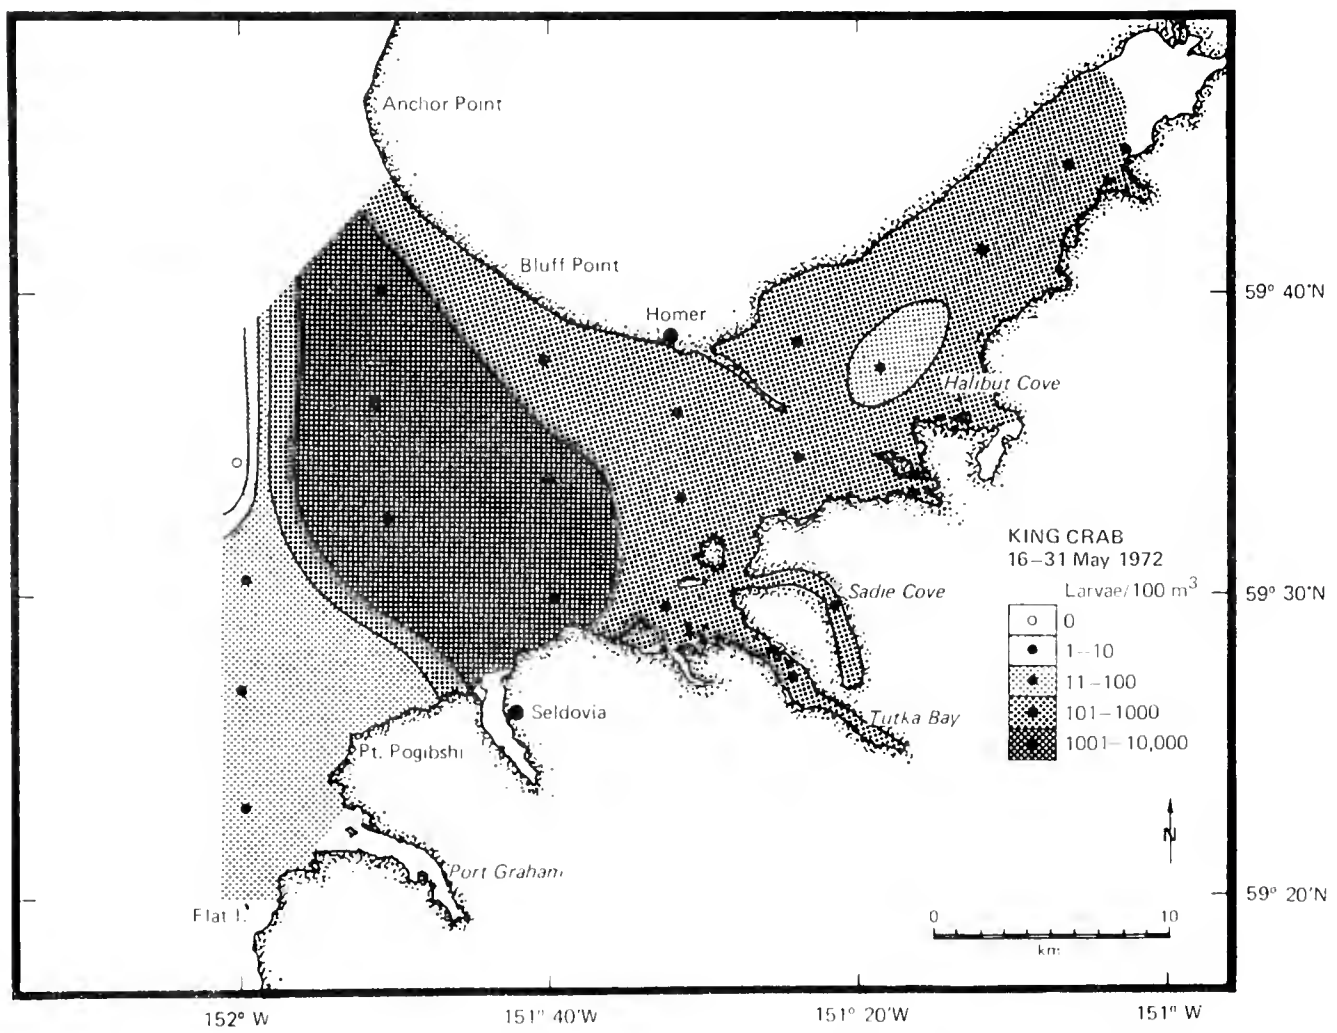 Anchor Point
Bluff Point
Homer
59° 40'N
Halibut Cove
KING CRAB
16–31 May 1972
Larvae/100 m³
Sadie Cove
59° 30'N
0
1–10
11–100
101–1000
1001–10,000
Seldovia
Tutka Bay
Pt. Pogibshi
N
Port Graham
59° 20'N
Flat I.
0 10
km
152° W 151° 40'W 151° 20'W 151° W